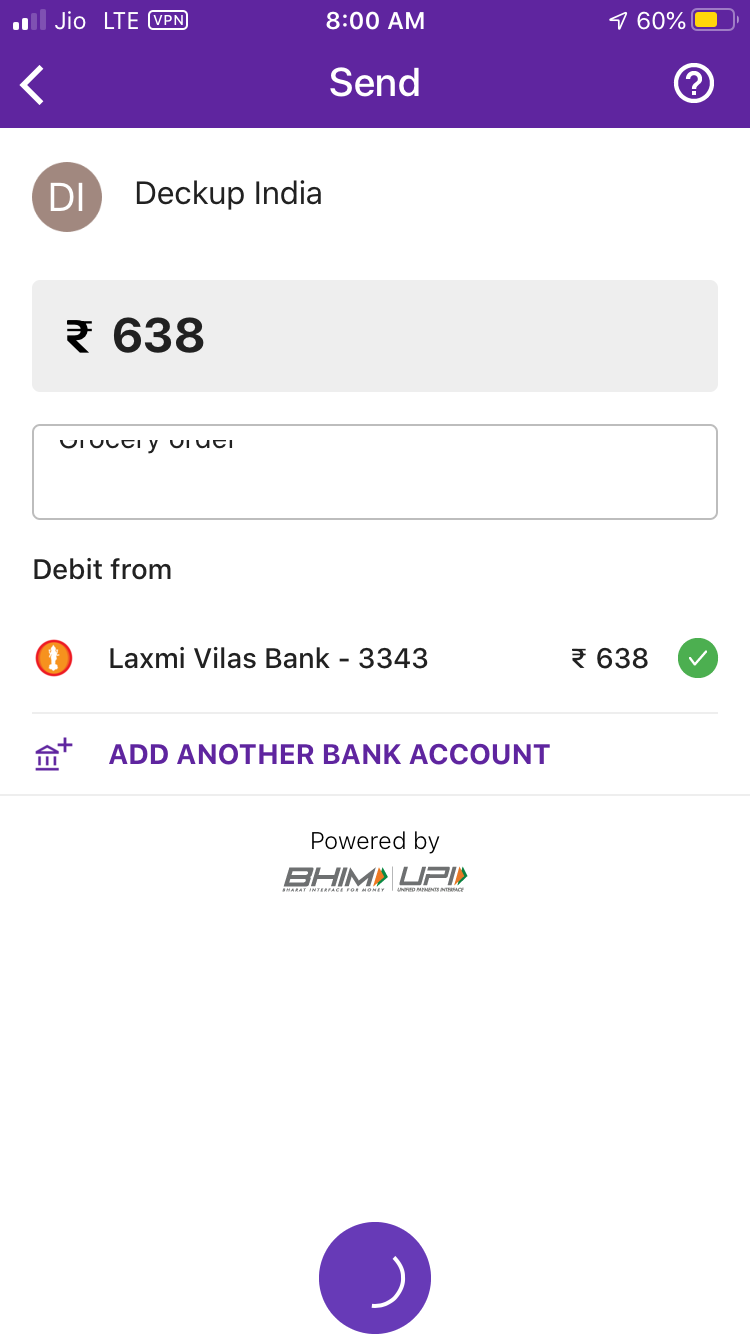 Jio LTE VPN 8:00 AM 60%
Send
?
DI Deckup India
₹ 638
Grocery order
Debit from
Laxmi Vilas Bank - 3343 ₹ 638
ADD ANOTHER BANK ACCOUNT
Powered by
BHIM UPI
BHARAT INTERFACE FOR MONEY UNIFIED PAYMENTS INTERFACE